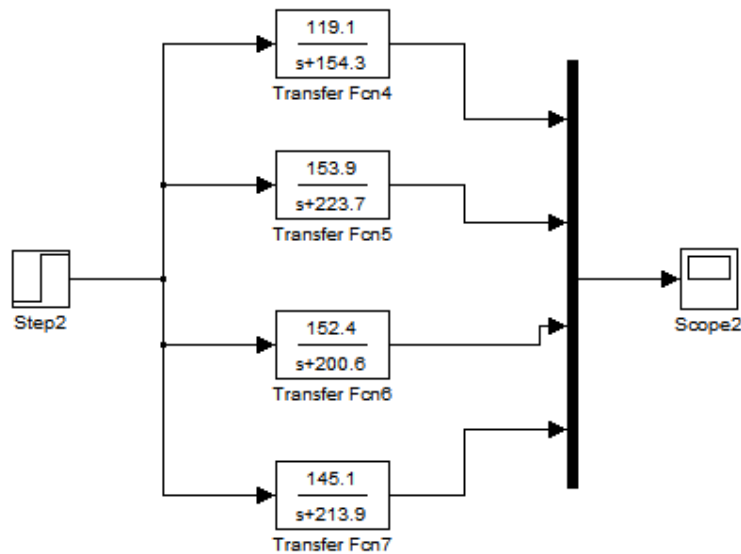 119.1
s+154.3
Transfer Fcn4
153.9
s+223.7
Transfer Fcn5
Step2
Scope2
152.4
s+200.6
Transfer Fcn6
145.1
s+213.9
Transfer Fcn7